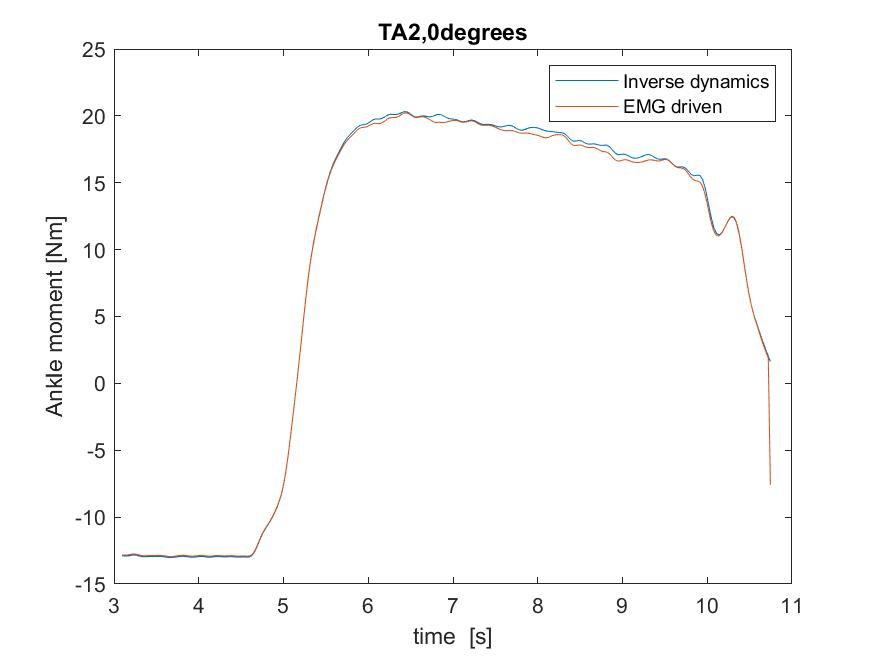 TA2,0degrees
25
20
15
10
5
0
-5
-10
-15
Ankle moment [Nm]
Inverse dynamics
EMG driven
3 4 5 6 7 8 9 10 11
time [s]